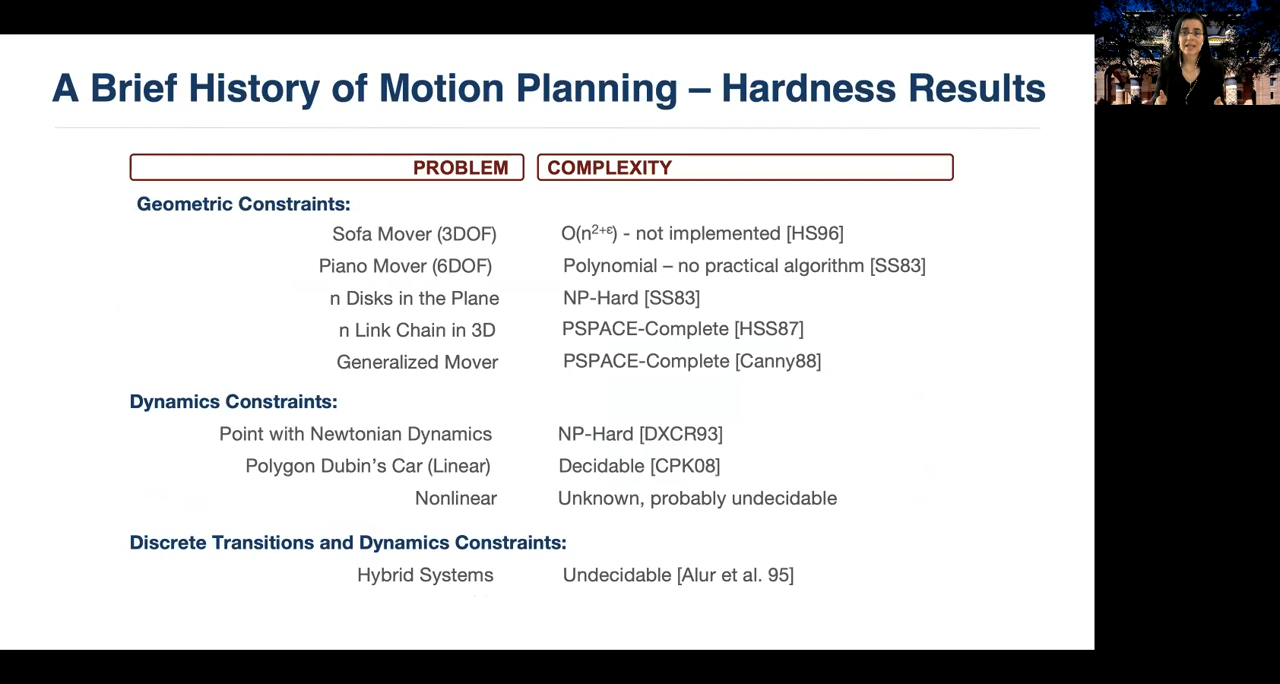 A Brief History of Motion Planning – Hardness Results
PROBLEM COMPLEXITY
Geometric Constraints:
Sofa Mover (3DOF) O(n²⁺ᵋ) - not implemented [HS96]
Piano Mover (6DOF) Polynomial – no practical algorithm [SS83]
n Disks in the Plane NP-Hard [SS83]
n Link Chain in 3D PSPACE-Complete [HSS87]
Generalized Mover PSPACE-Complete [Canny88]
Dynamics Constraints:
Point with Newtonian Dynamics NP-Hard [DXCR93]
Polygon Dubin's Car (Linear) Decidable [CPK08]
Nonlinear Unknown, probably undecidable
Discrete Transitions and Dynamics Constraints:
Hybrid Systems Undecidable [Alur et al. 95]